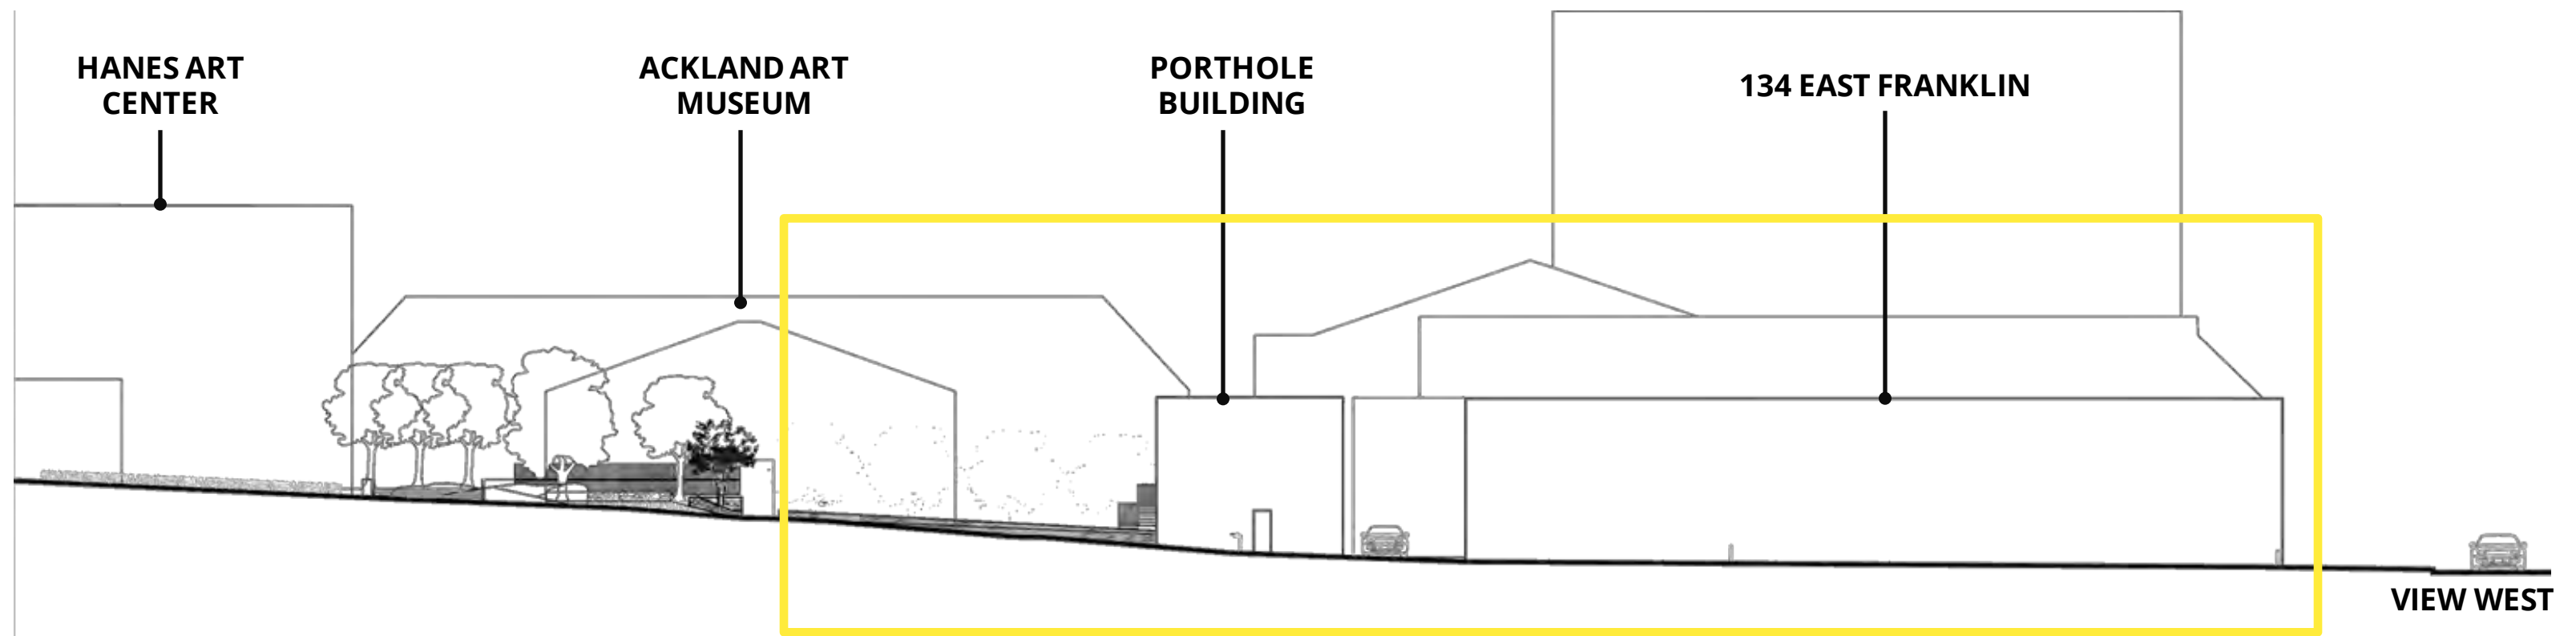 HANES ART
CENTER
ACKLAND ART
MUSEUM
PORTHOLE
BUILDING
134 EAST FRANKLIN
VIEW WEST